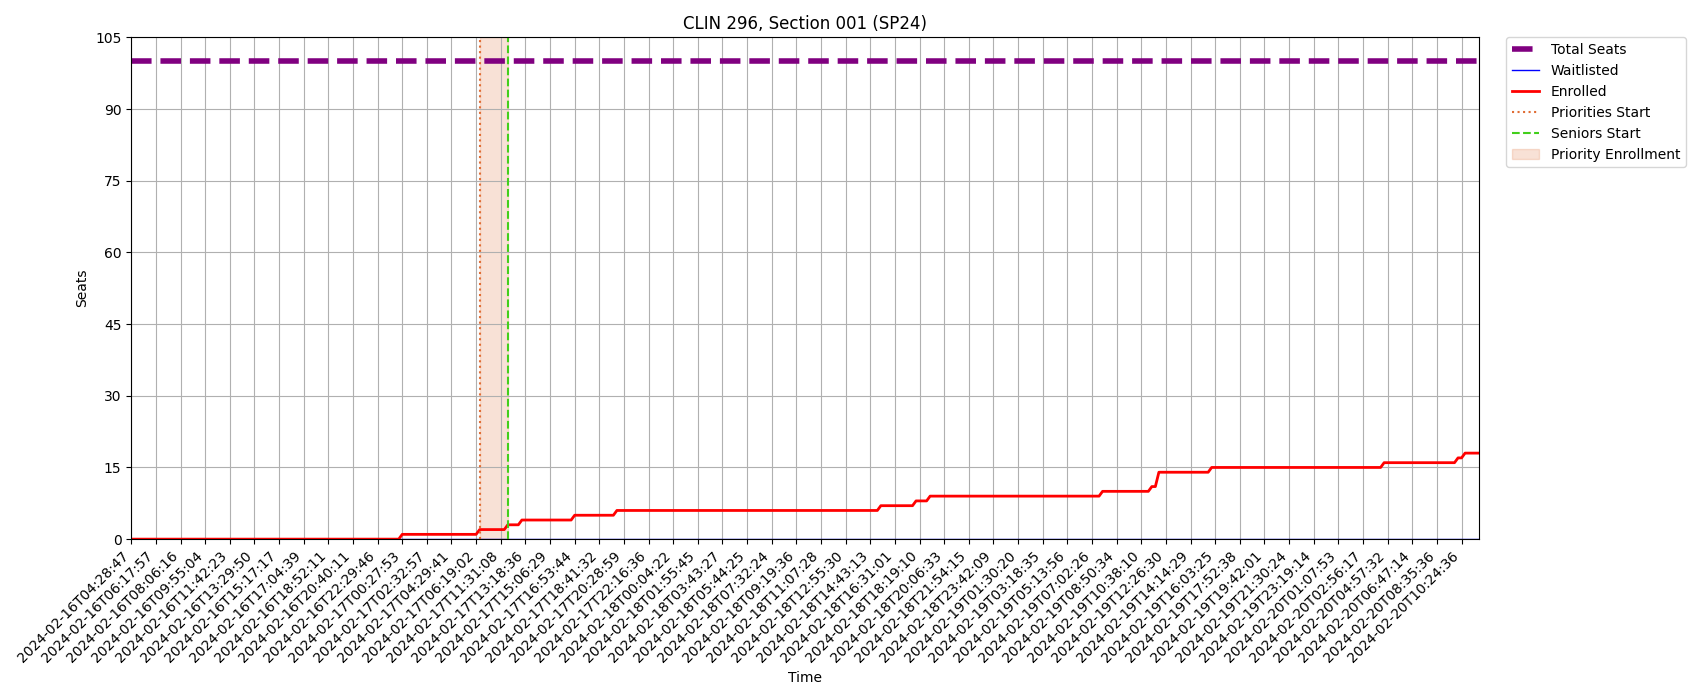 CLIN 296, Section 001 (SP24)
105
90
75
60
45
30
15
0
Seats
2024-02-16T04:28:47
2024-02-16T06:17:57
2024-02-16T08:06:16
2024-02-16T09:55:04
2024-02-16T11:42:23
2024-02-16T13:29:50
2024-02-16T15:17:17
2024-02-16T17:04:39
2024-02-16T18:52:11
2024-02-16T20:40:11
2024-02-16T22:29:46
2024-02-17T00:27:53
2024-02-17T02:32:57
2024-02-17T04:29:41
2024-02-17T06:19:02
2024-02-17T11:31:08
2024-02-17T13:18:36
2024-02-17T15:06:29
2024-02-17T16:53:44
2024-02-17T18:41:32
2024-02-17T20:28:59
2024-02-17T22:16:36
2024-02-18T00:04:22
2024-02-18T01:55:45
2024-02-18T03:43:27
2024-02-18T05:44:25
2024-02-18T07:32:24
2024-02-18T09:19:36
2024-02-18T11:07:28
2024-02-18T12:55:30
2024-02-18T14:43:13
2024-02-18T16:31:01
2024-02-18T18:19:10
2024-02-18T20:06:33
2024-02-18T21:54:15
2024-02-18T23:42:09
2024-02-19T01:30:20
2024-02-19T03:18:35
2024-02-19T05:13:56
2024-02-19T07:02:26
2024-02-19T08:50:34
2024-02-19T10:38:10
2024-02-19T12:26:30
2024-02-19T14:14:29
2024-02-19T16:03:25
2024-02-19T17:52:38
2024-02-19T19:42:01
2024-02-19T21:30:24
2024-02-19T23:19:14
2024-02-20T01:07:53
2024-02-20T02:56:17
2024-02-20T04:57:32
2024-02-20T06:47:14
2024-02-20T08:35:36
2024-02-20T10:24:36
Time
Total Seats
Waitlisted
Enrolled
Priorities Start
Seniors Start
Priority Enrollment